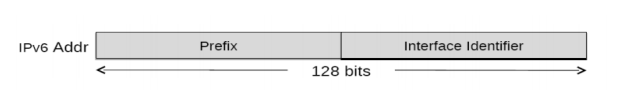 IPv6 Addr Prefix Interface Identifier
128 bits